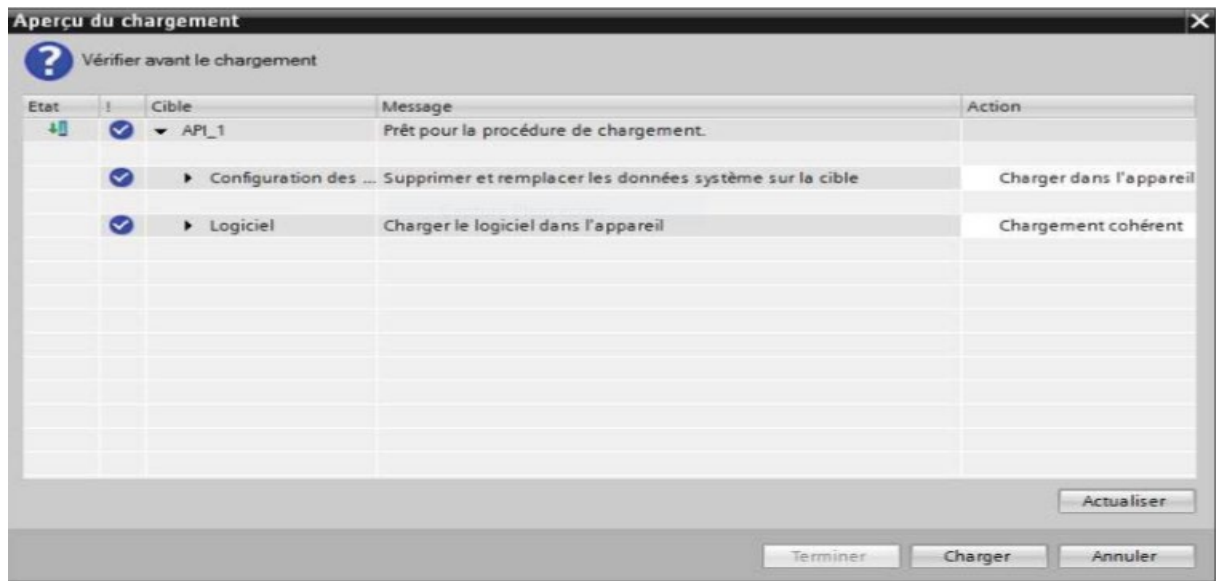 Aperçu du chargement
Vérifier avant le chargement
Etat ! Cible Message Action
API_1 Prêt pour la procédure de chargement.
Configuration des ... Supprimer et remplacer les données système sur la cible Charger dans l'appareil
Logiciel Charger le logiciel dans l'appareil Chargement cohérent
Actualiser
Terminer Charger Annuler